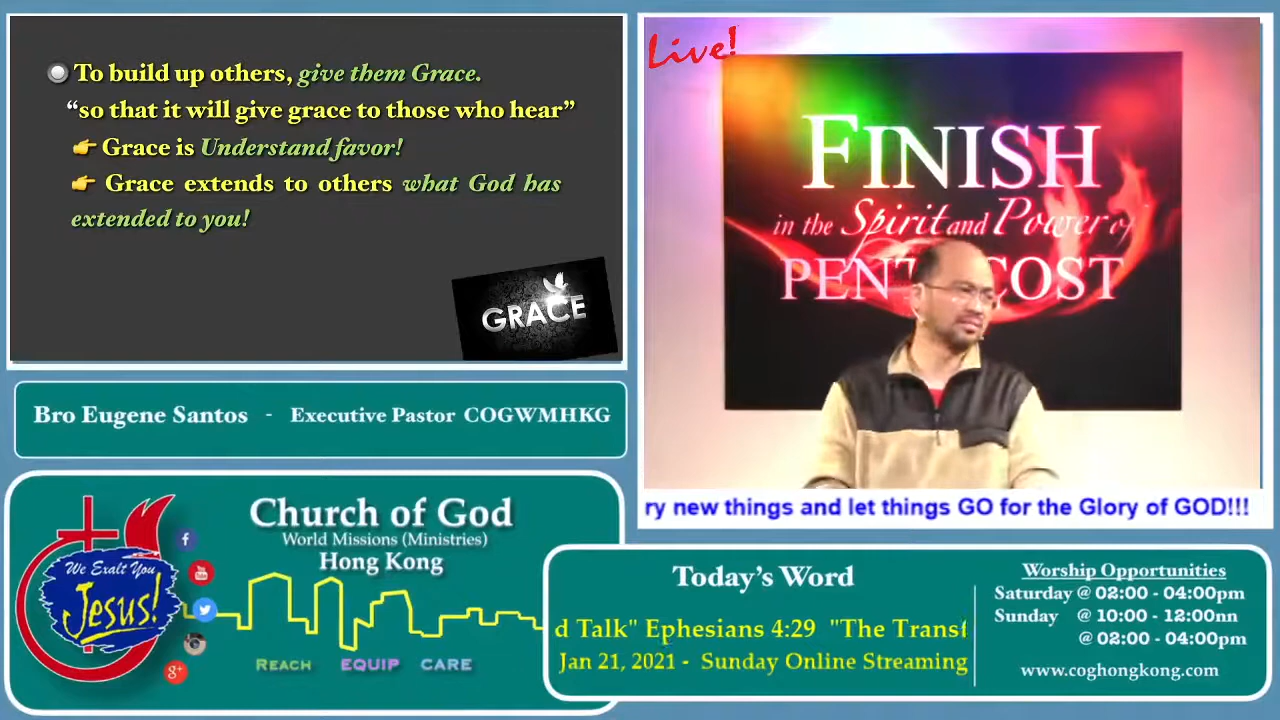 To build up others, give them Grace.
“so that it will give grace to those who hear”
👉 Grace is Understand favor!
👉 Grace extends to others what God has
extended to you!
GRACE
Live!
FINISH
in the Spirit and Power of
PENT COST
ry new things and let things GO for the Glory of GOD!!!
Bro Eugene Santos - Executive Pastor COGWMHKG
We Exalt You
Jesus!
Church of God
World Missions (Ministries)
Hong Kong
REACH EQUIP CARE
Today’s Word
d Talk" Ephesians 4:29 "The Transf
Jan 21, 2021 - Sunday Online Streaming
Worship Opportunities
Saturday @ 02:00 - 04:00pm
Sunday @ 10:00 - 12:00nn
@ 02:00 - 04:00pm
www.coghongkong.com